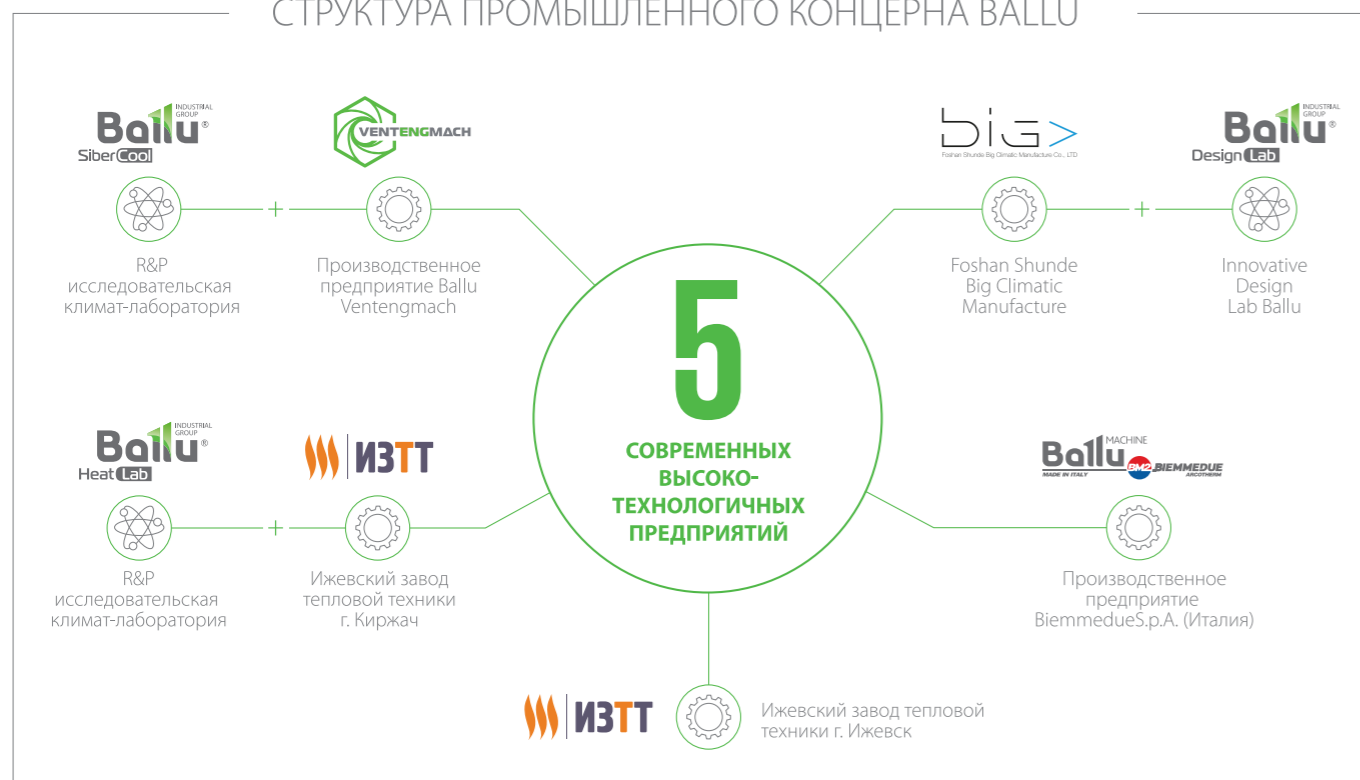 СТРУКТУРА ПРОМЫШЛЕННОГО КОНЦЕРНА BALLU
Ballu®
INDUSTRIAL
GROUP
SiberCool
R&P
исследовательская
климат-лаборатория
+
VENTENGMACH
Производственное
предприятие Ballu
Ventengmach
BIG>
Foshan Shunde Big Climatic Manufacture Co., LTD
Foshan Shunde
Big Climatic
Manufacture
+
Ballu®
INDUSTRIAL
GROUP
Design Lab
Innovative
Design
Lab Ballu
5
СОВРЕМЕННЫХ
ВЫСОКО-
ТЕХНОЛОГИЧНЫХ
ПРЕДПРИЯТИЙ
Ballu®
INDUSTRIAL
GROUP
Heat Lab
R&P
исследовательская
климат-лаборатория
+
ИЗТТ
Ижевский завод
тепловой техники
г. Киржач
Ballu
MACHINE
MADE IN ITALY
BM2 BIEMMEDUE
ARCOTHERM
Производственное
предприятие
BiemmedueS.p.A. (Италия)
ИЗТТ
Ижевский завод тепловой
техники г. Ижевск